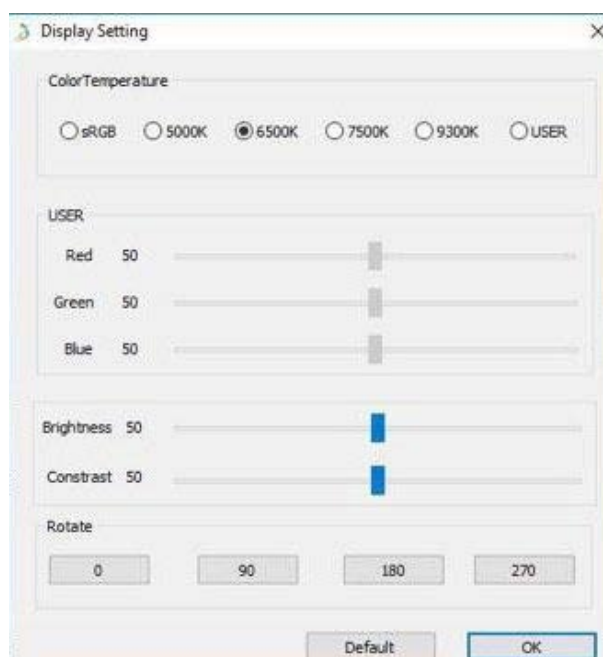 Display Setting
ColorTemperature
sRGB 5000K 6500K 7500K 9300K USER
USER
Red 50
Green 50
Blue 50
Brightness 50
Constrast 50
Rotate
0 90 180 270
Default OK